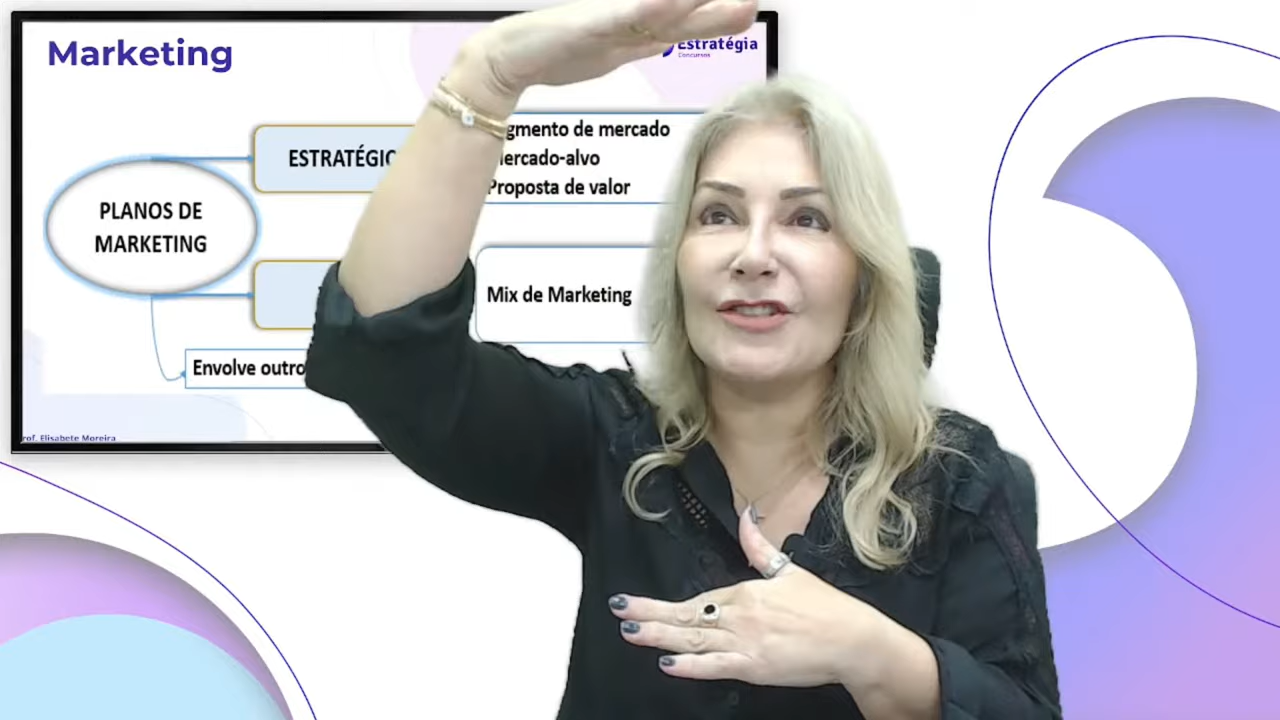 Marketing
Estratégia
Concursos
ESTRATÉGIC
gmento de mercado
ercado-alvo
Proposta de valor
PLANOS DE
MARKETING
Mix de Marketing
Envolve outro
rof. Elisabete Moreira